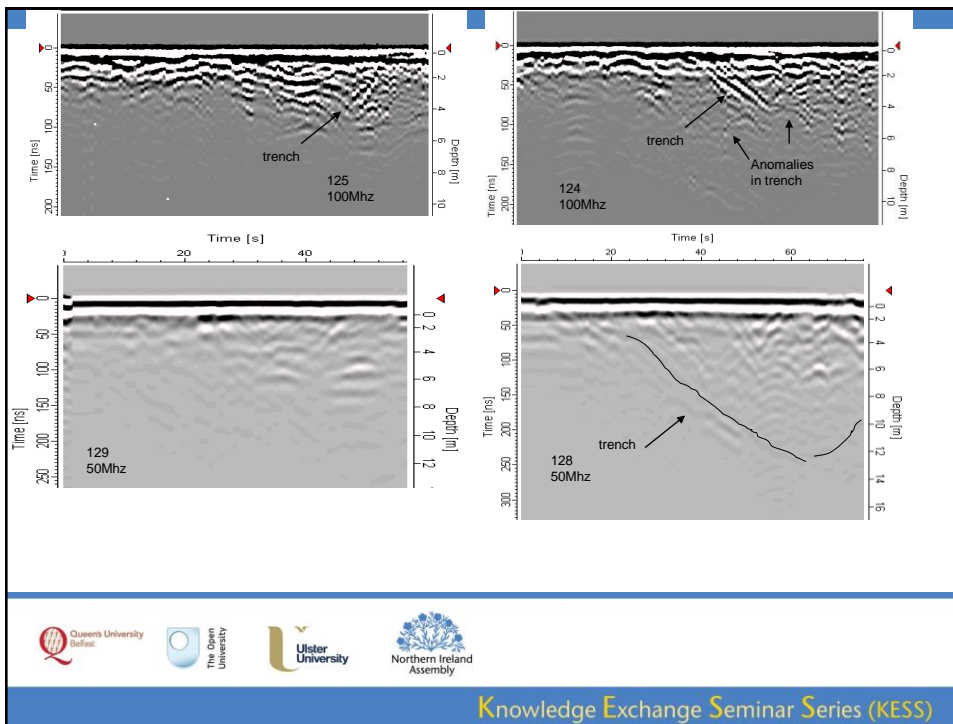 0
50
100
150
200
Time [ns]
0
2
4
6
8
10
Depth [m]
trench
125
100Mhz
0
50
100
150
200
Time [ns]
0
2
4
6
8
10
Depth [m]
trench
Anomalies
in trench
124
100Mhz
Time [s]
20
40
0
50
100
150
200
250
Time [ns]
0
2
4
6
8
10
12
Depth [m]
129
50Mhz
Time [s]
20
40
60
0
50
100
150
200
250
300
Time [ns]
0
2
4
6
8
10
12
14
16
Depth [m]
trench
128
50Mhz
Queen's University
Belfast
The Open
University
Ulster
University
Northern Ireland
Assembly
Knowledge Exchange Seminar Series (KESS)